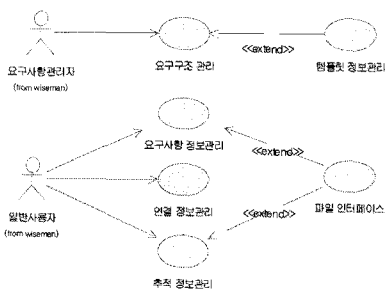 <<extend>>
요구사항관리자
(from wiseman)
요구구조 관리
템플릿 정보관리
요구사항 정보관리
<<extend>>
일반사용자
(from wiseman)
연결 정보관리
<<extend>>
파일 인터페이스
추적 정보관리